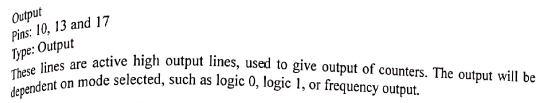 Output
Pins: 10, 13 and 17
Type: Output
These lines are active high output lines, used to give output of counters. The output will be
dependent on mode selected, such as logic 0, logic 1, or frequency output.